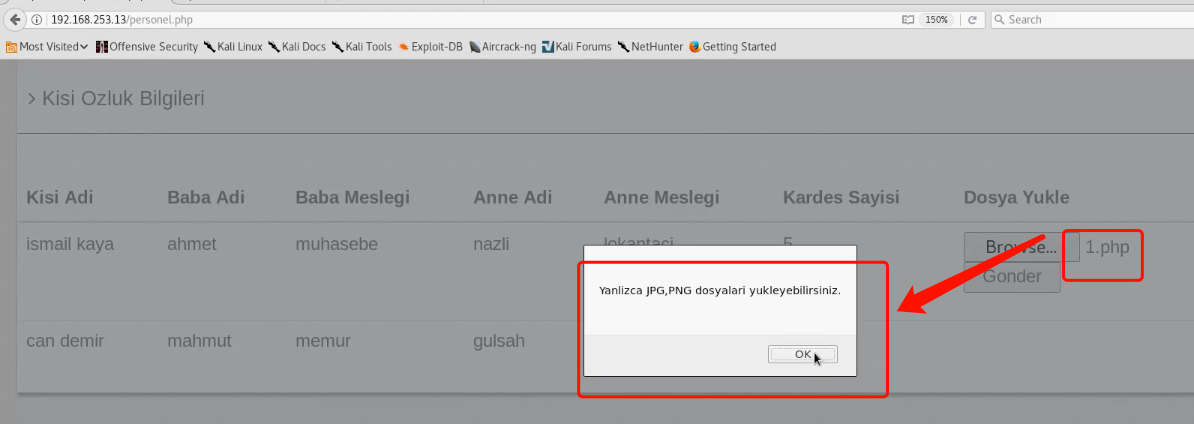 192.168.253.13/personel.php
150%
Search
Most Visited
Offensive Security
Kali Linux
Kali Docs
Kali Tools
Exploit-DB
Aircrack-ng
Kali Forums
NetHunter
Getting Started
> Kisi Ozluk Bilgileri
Kisi Adi Baba Adi Baba Meslegi Anne Adi Anne Meslegi Kardes Sayisi Dosya Yukle
ismail kaya ahmet muhasebe nazli lokantaci 5 Browse... 1.php
Gonder
Yanlizca JPG,PNG dosyalari yukleyebilirsiniz.
OK
can demir mahmut memur gulsah